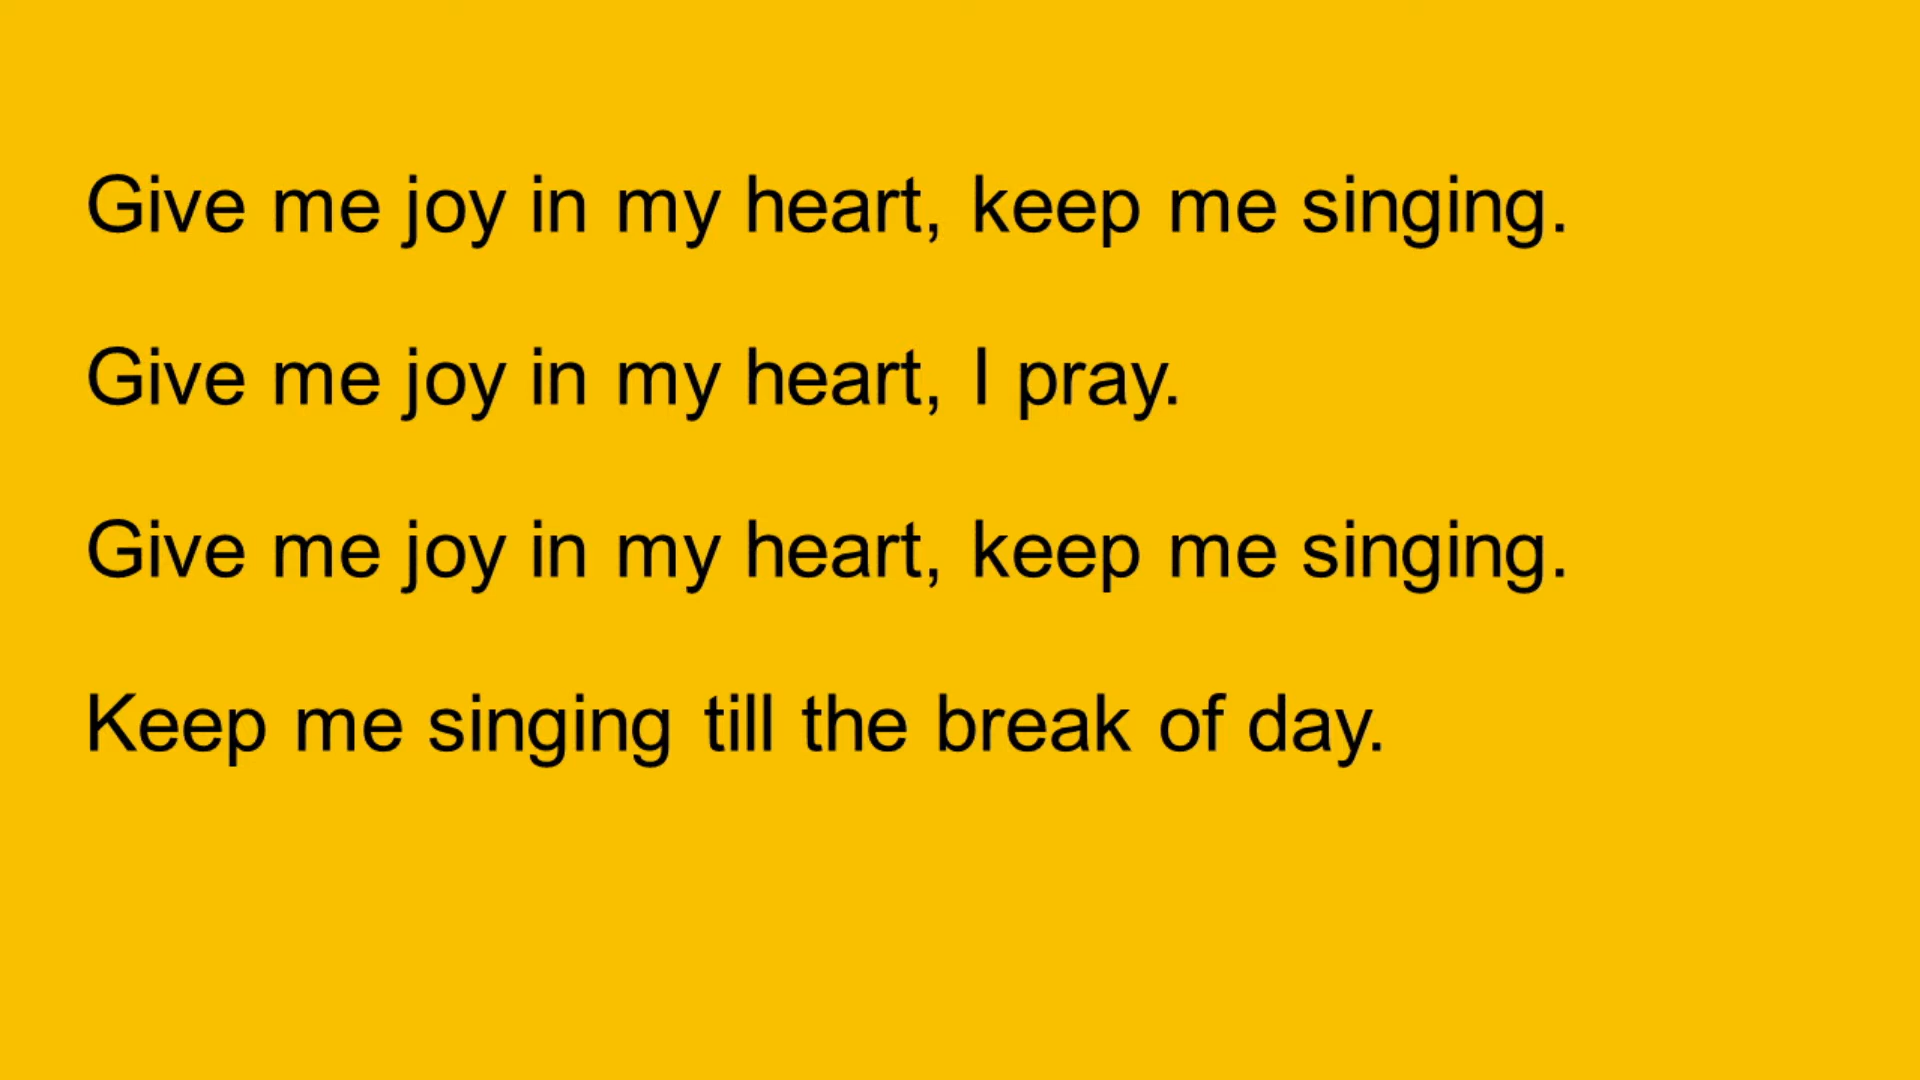 Give me joy in my heart, keep me singing.
Give me joy in my heart, I pray.
Give me joy in my heart, keep me singing.
Keep me singing till the break of day.